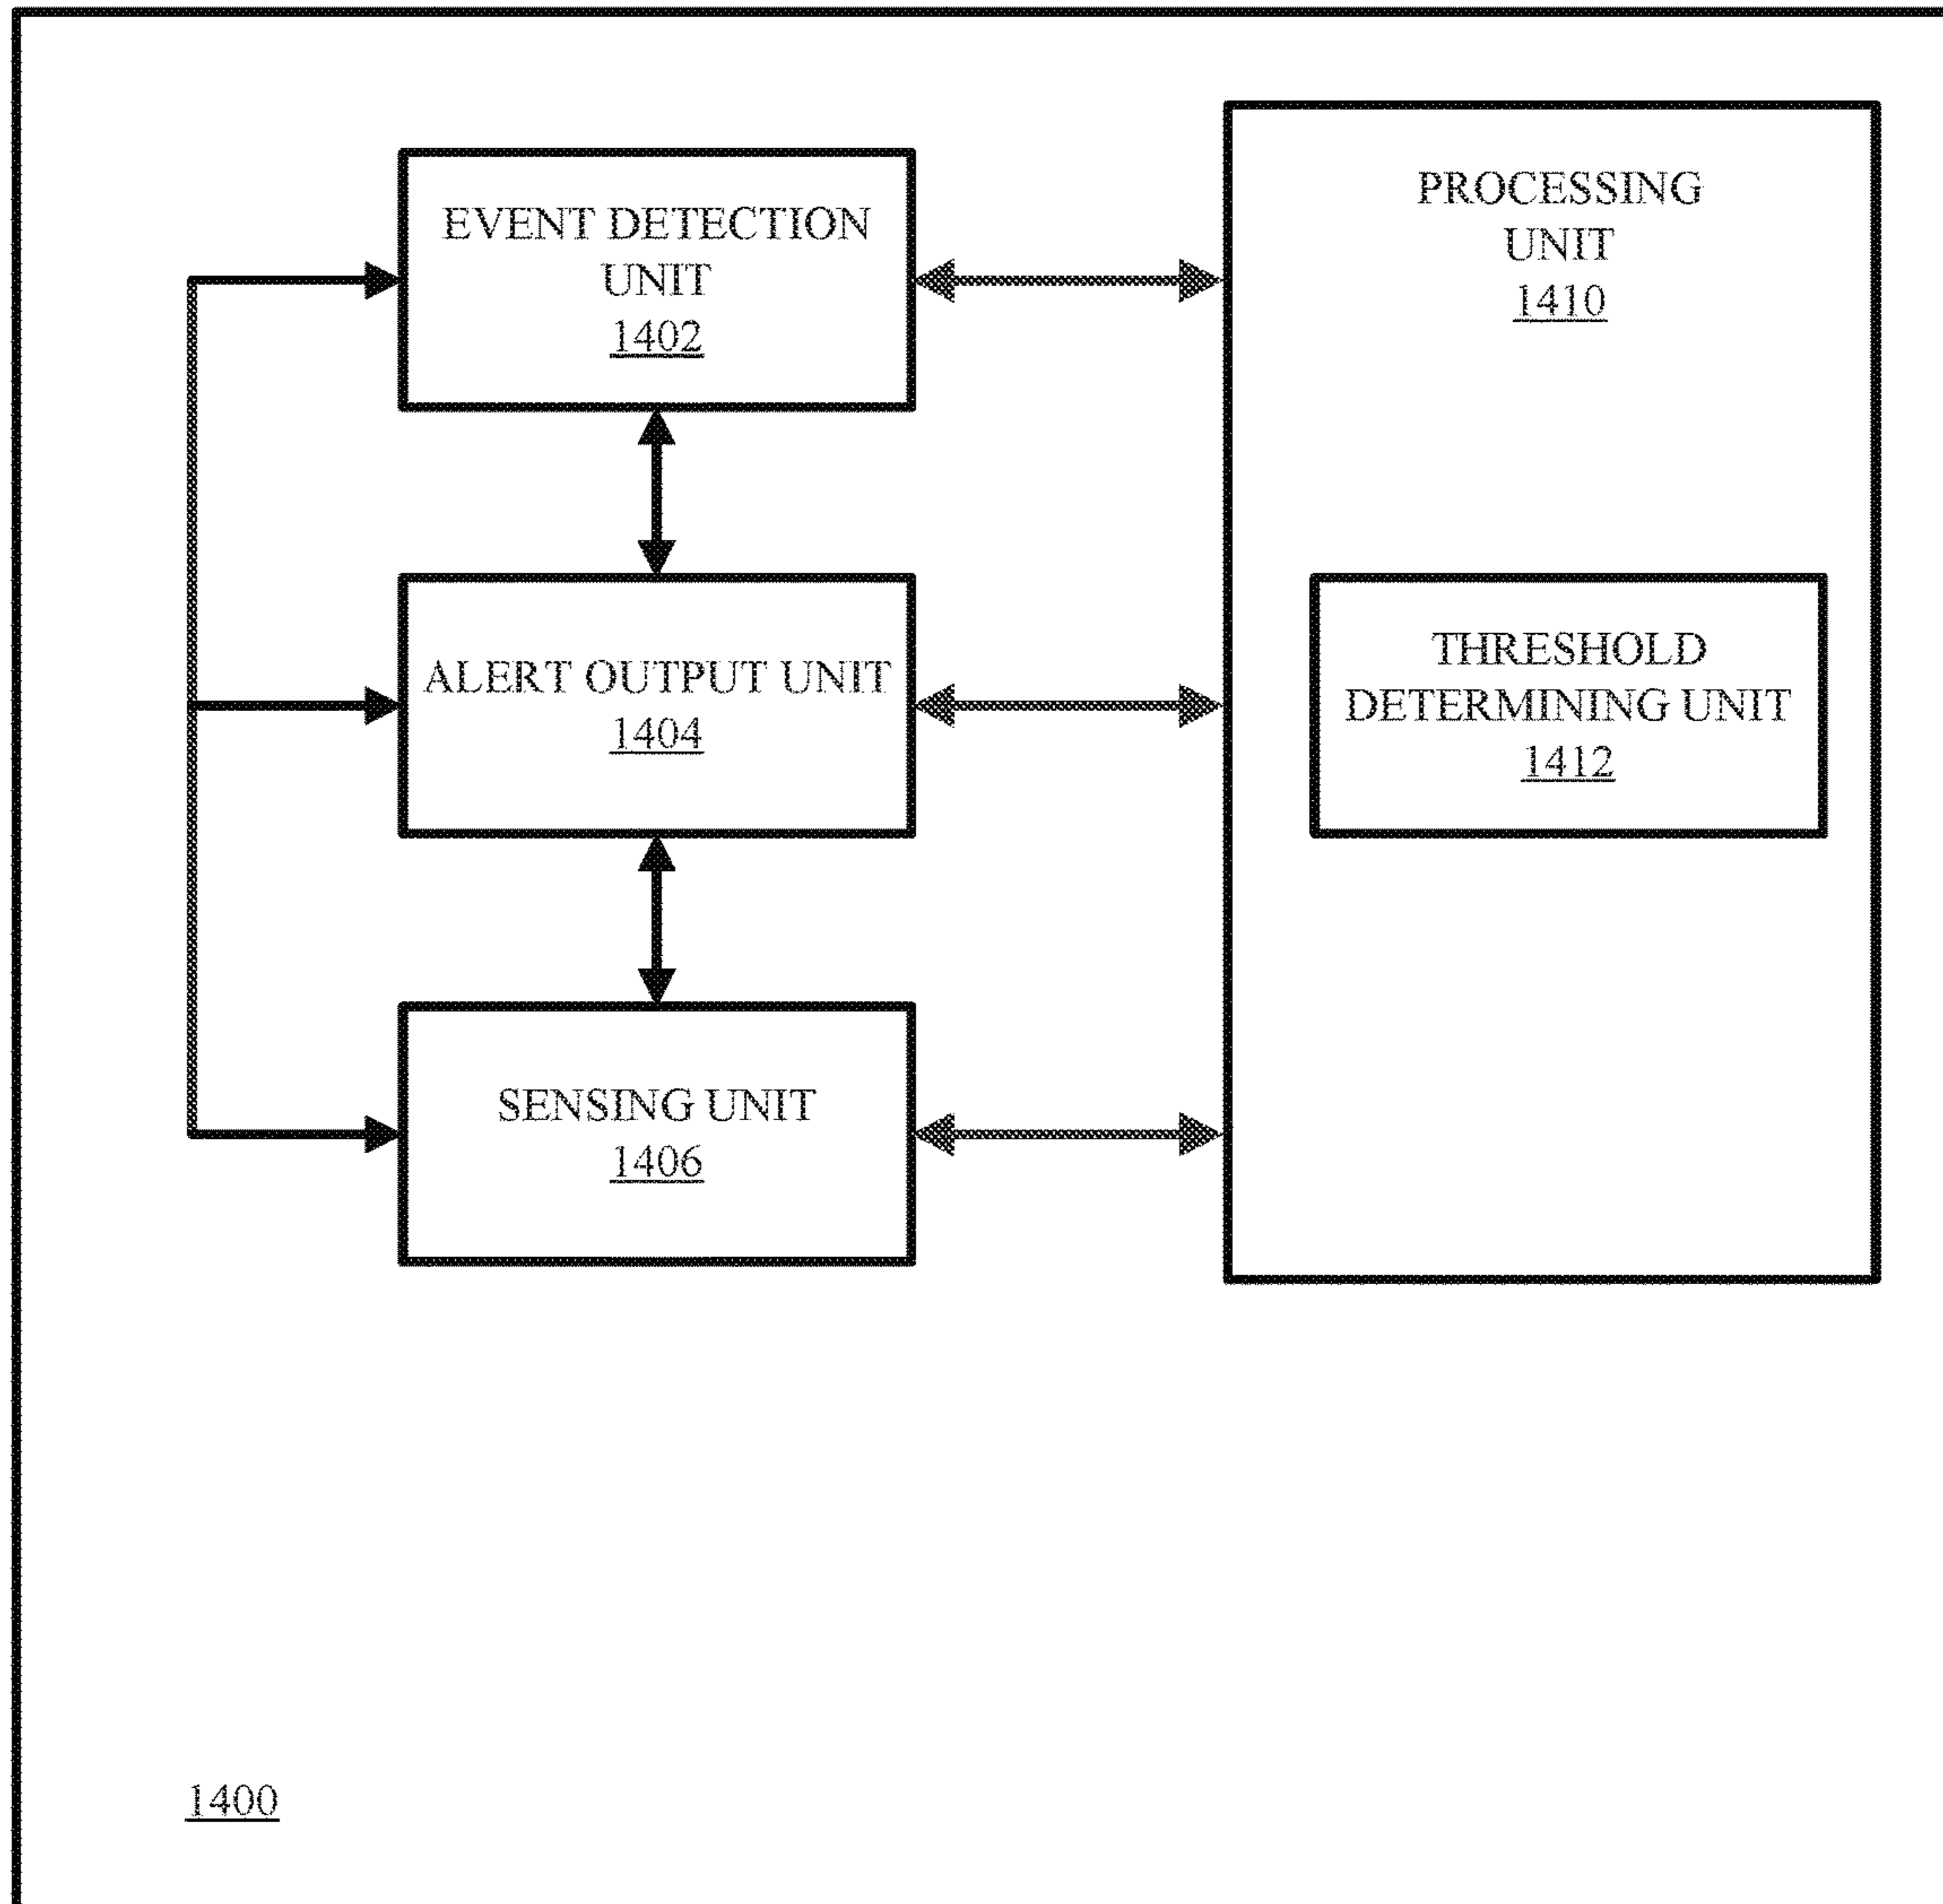 EVENT DETECTION
UNIT
1402
PROCESSING
UNIT
1410
ALERT OUTPUT UNIT
1404
THRESHOLD
DETERMINING UNIT
1412
SENSING UNIT
1406
1400